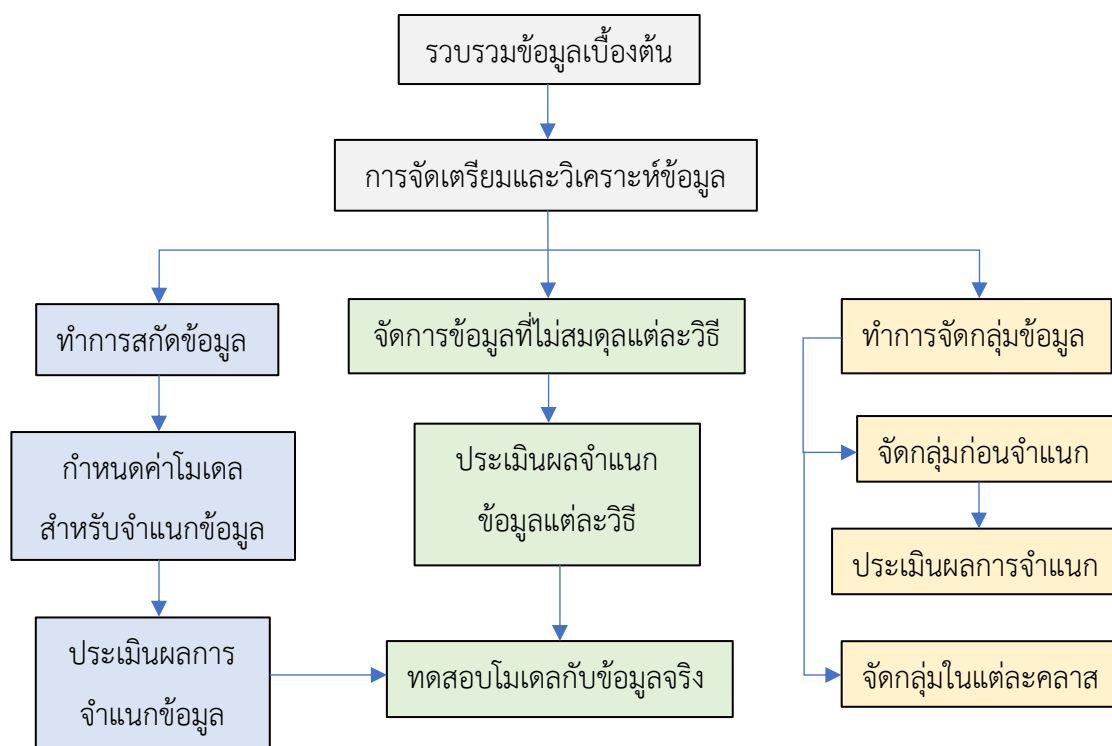 รวบรวมข้อมูลเบื้องต้น
การจัดเตรียมและวิเคราะห์ข้อมูล
ทำการสกัดข้อมูล
กำหนดค่าโมเดล
สำหรับจำแนกข้อมูล
ประเมินผลการ
จำแนกข้อมูล
จัดการข้อมูลที่ไม่สมดุลแต่ละวิธี
ประเมินผลจำแนก
ข้อมูลแต่ละวิธี
ทดสอบโมเดลกับข้อมูลจริง
ทำการจัดกลุ่มข้อมูล
จัดกลุ่มก่อนจำแนก
ประเมินผลการจำแนก
จัดกลุ่มในแต่ละคลาส